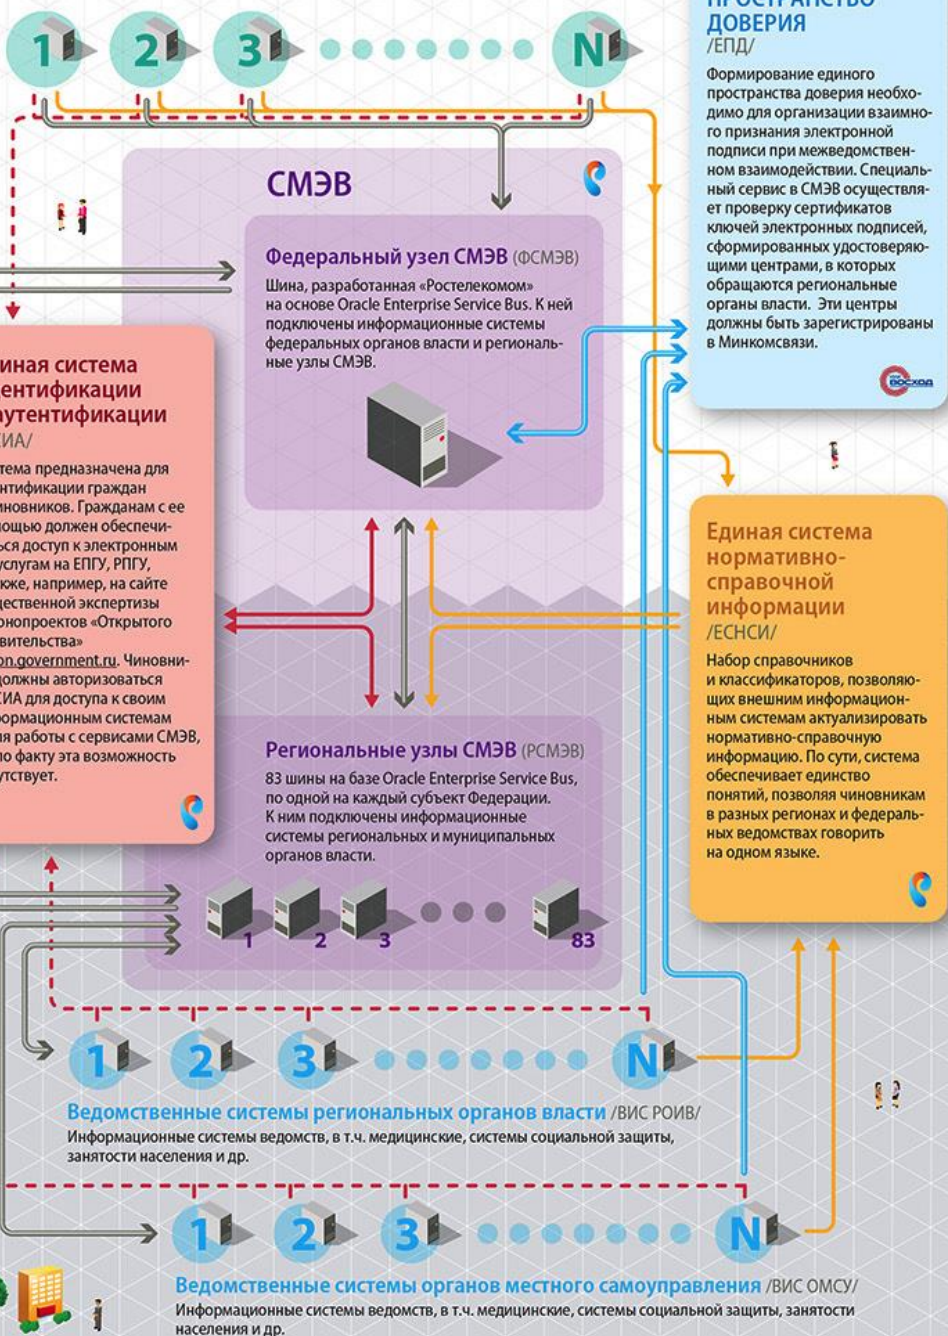 1 2 3 N
ПРОСТРАНСТВО
ДОВЕРИЯ
/ЕПД/
Формирование единого
пространства доверия необхо-
димо для организации взаимно-
го признания электронной
подписи при межведомствен-
ном взаимодействии. Специаль-
ный сервис в СМЭВ осуществля-
ет проверку сертификатов
ключей электронных подписей,
сформированных удостоверяю-
щими центрами, в которых
обращаются региональные
органы власти. Эти центры
должны быть зарегистрированы
в Минкомсвязи.
ВОСХОД
СМЭВ
Федеральный узел СМЭВ (ФСМЭВ)
Шина, разработанная «Ростелекомом»
на основе Oracle Enterprise Service Bus. К ней
подключены информационные системы
федеральных органов власти и региональ-
ные узлы СМЭВ.
иная система
ентификации
аутентификации
ИА/
тема предназначена для
нтификации граждан
иновников. Гражданам с ее
ощью должен обеспечи-
ься доступ к электронным
услугам на ЕПГУ, РПГУ,
кже, например, на сайте
щественной экспертизы
онопроектов «Открытого
вительства»
on.government.ru. Чиновни-
должны авторизоваться
СИА для доступа к своим
ормационным системам
ля работы с сервисами СМЭВ,
по факту эта возможность
утствует.
Единая система
нормативно-
справочной
информации
/ЕСНСИ/
Набор справочников
и классификаторов, позволяю-
щих внешним информацион-
ным системам актуализировать
нормативно-справочную
информацию. По сути, система
обеспечивает единство
понятий, позволяя чиновникам
в разных регионах и федераль-
ных ведомствах говорить
на одном языке.
Региональные узлы СМЭВ (РСМЭВ)
83 шины на базе Oracle Enterprise Service Bus,
по одной на каждый субъект Федерации.
К ним подключены информационные
системы региональных и муниципальных
органов власти.
1 2 3 83
1 2 3 N
Ведомственные системы региональных органов власти /ВИС РОИВ/
Информационные системы ведомств, в т.ч. медицинские, системы социальной защиты,
занятости населения и др.
1 2 3 N
Ведомственные системы органов местного самоуправления /ВИС ОМСУ/
Информационные системы ведомств, в т.ч. медицинские, системы социальной защиты, занятости
населения и др.